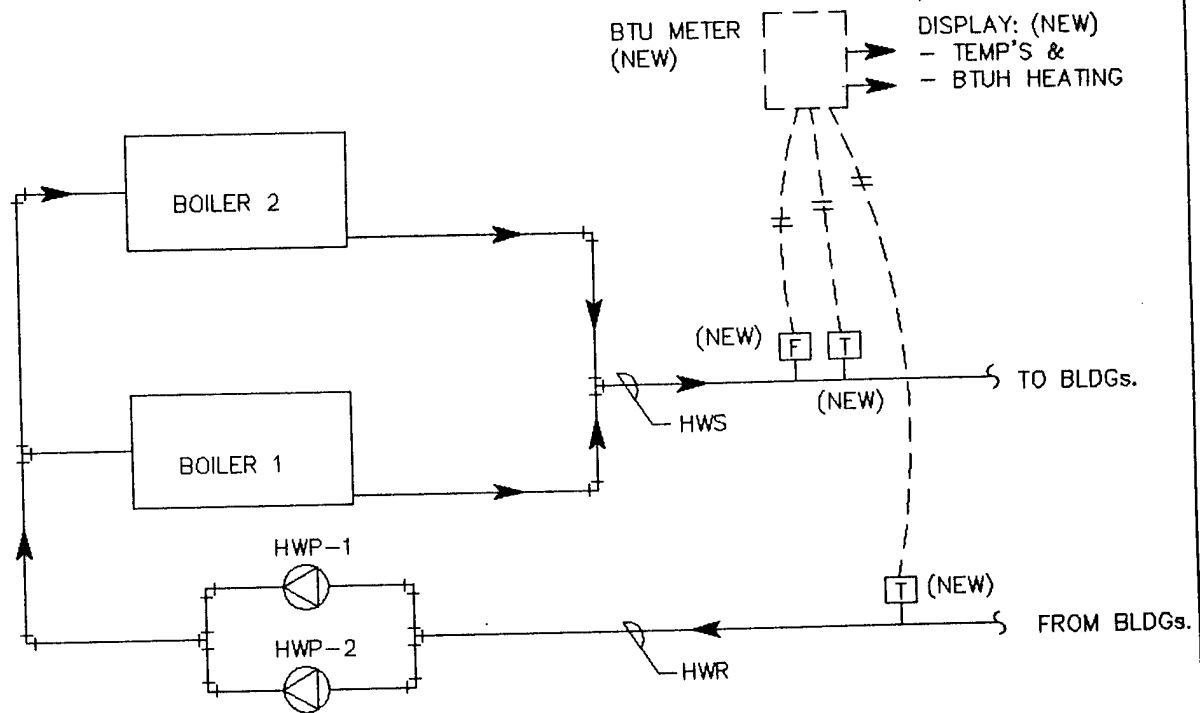 BTU METER
(NEW)
DISPLAY: (NEW)
- TEMP'S &
- BTUH HEATING
BOILER 2
(NEW)
F
T
(NEW)
TO BLDGs.
HWS
BOILER 1
HWP-1
T
(NEW)
FROM BLDGs.
HWP-2
HWR